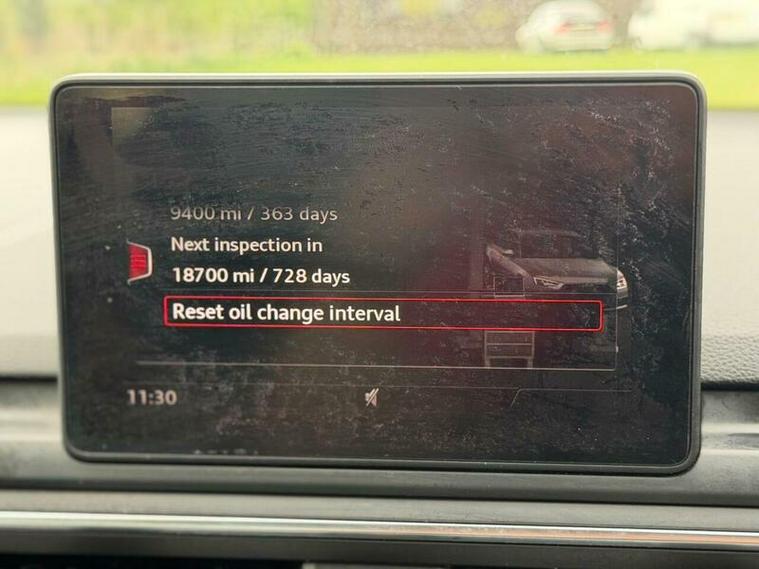 9400 mi / 363 days
Next inspection in
18700 mi / 728 days
Reset oil change interval
11:30